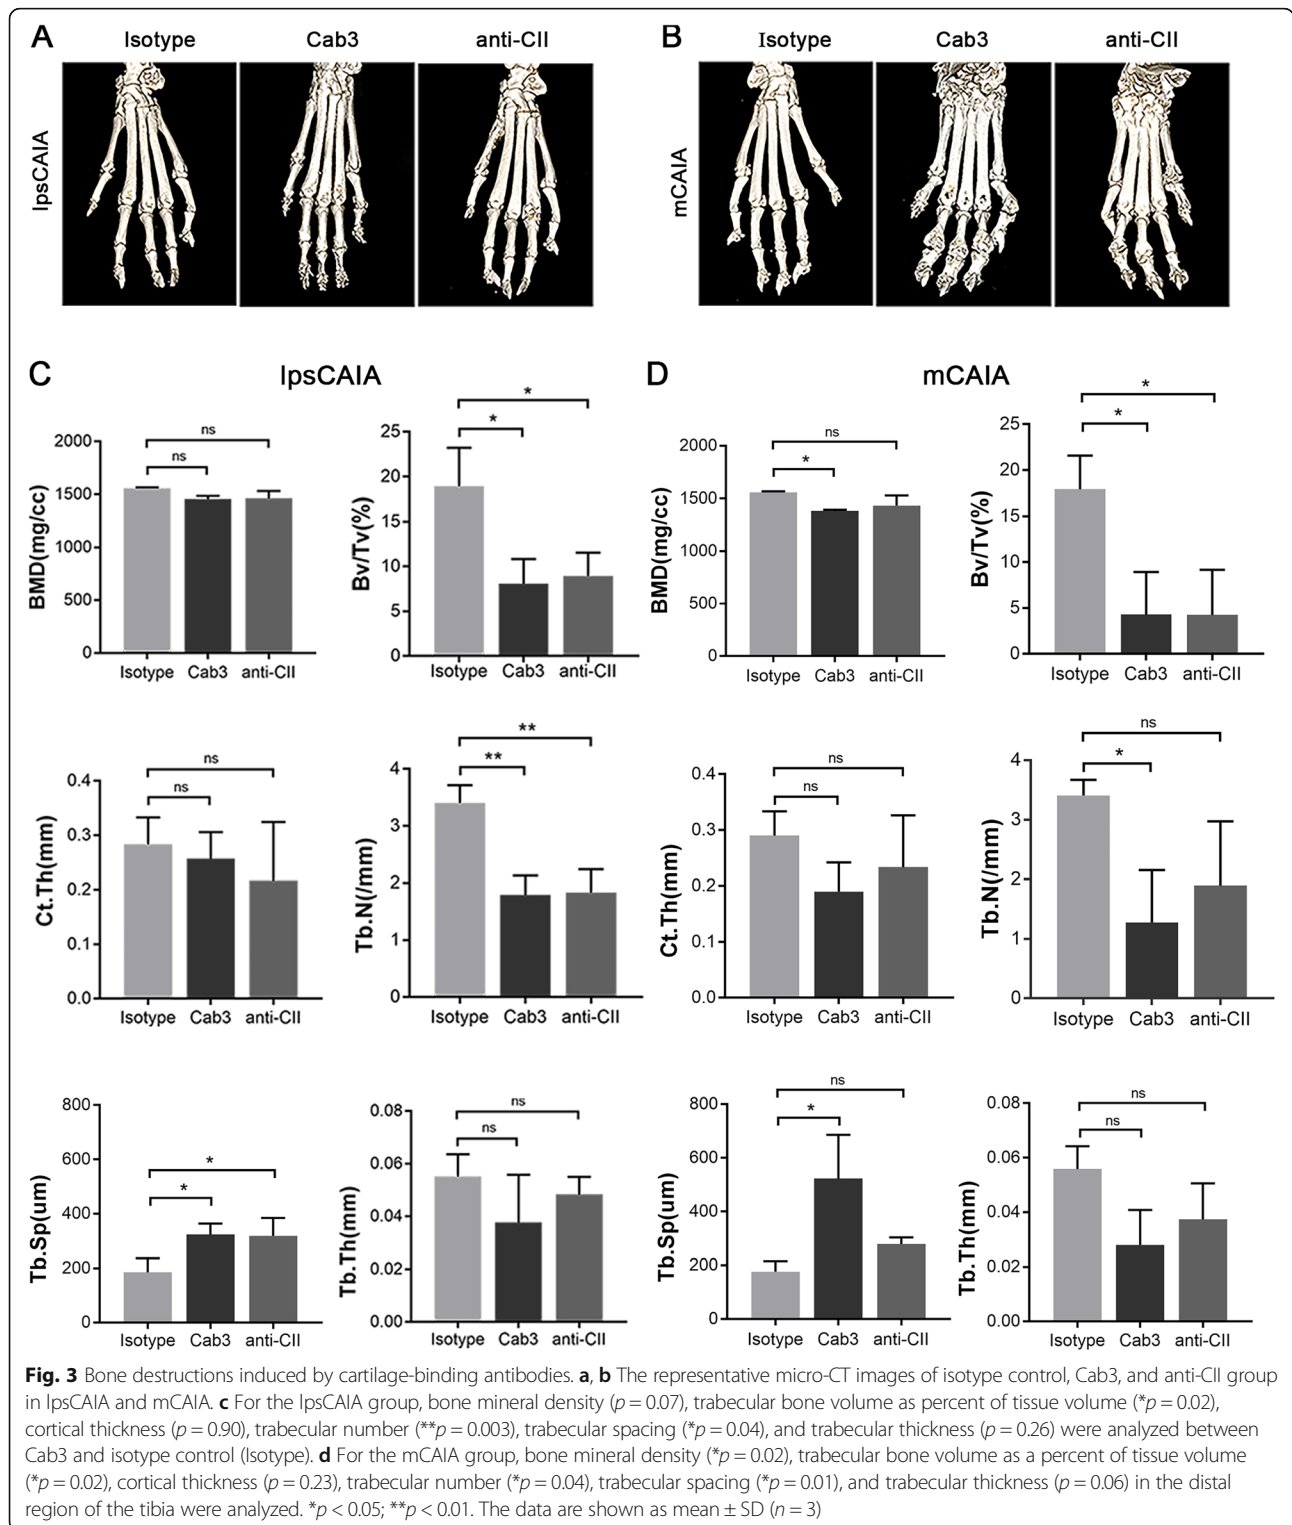 A
Isotype Cab3 anti-CII
lpsCAIA
B
Isotype Cab3 anti-CII
mCAIA
C
lpsCAIA
BMD(mg/cc)
2000
1500
1000
500
0
ns
ns
Isotype Cab3 anti-CII
Bv/Tv(%)
25
20
15
10
5
0
*
*
Isotype Cab3 anti-CII
Ct.Th(mm)
0.4
0.3
0.2
0.1
0.0
ns
ns
Isotype Cab3 anti-CII
Tb.N(/mm)
4
3
2
1
0
**
**
Isotype Cab3 anti-CII
Tb.Sp(um)
800
600
400
200
0
*
*
Isotype Cab3 anti-CII
Tb.Th(mm)
0.08
0.06
0.04
0.02
0.00
ns
ns
Isotype Cab3 anti-CII
D
mCAIA
BMD(mg/cc)
2000
1500
1000
500
0
ns
*
Isotype Cab3 anti-CII
Bv/Tv(%)
25
20
15
10
5
0
*
*
Isotype Cab3 anti-CII
Ct.Th(mm)
0.4
0.3
0.2
0.1
0.0
ns
ns
Isotype Cab3 anti-CII
Tb.N(/mm)
4
3
2
1
0
ns
*
Isotype Cab3 anti-CII
Tb.Sp(um)
800
600
400
200
0
ns
*
Isotype Cab3 anti-CII
Tb.Th(mm)
0.08
0.06
0.04
0.02
0.00
ns
ns
Isotype Cab3 anti-CII
Fig. 3 Bone destructions induced by cartilage-binding antibodies. a, b The representative micro-CT images of isotype control, Cab3, and anti-CII group
in lpsCAIA and mCAIA. c For the lpsCAIA group, bone mineral density (p = 0.07), trabecular bone volume as percent of tissue volume (*p = 0.02),
cortical thickness (p = 0.90), trabecular number (**p = 0.003), trabecular spacing (*p = 0.04), and trabecular thickness (p = 0.26) were analyzed between
Cab3 and isotype control (Isotype). d For the mCAIA group, bone mineral density (*p = 0.02), trabecular bone volume as a percent of tissue volume
(*p = 0.02), cortical thickness (p = 0.23), trabecular number (*p = 0.04), trabecular spacing (*p = 0.01), and trabecular thickness (p = 0.06) in the distal
region of the tibia were analyzed. *p < 0.05; **p < 0.01. The data are shown as mean ± SD (n = 3)